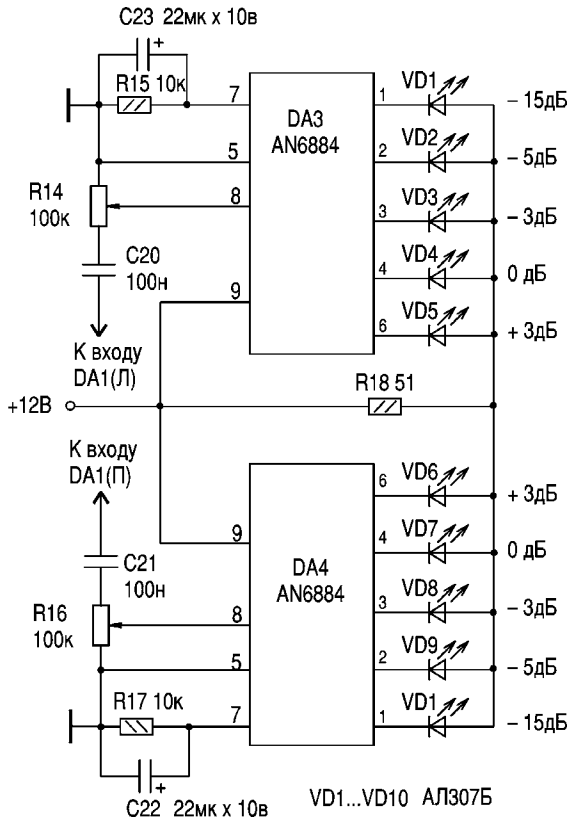 C23 22мк x 10в
R15 10к
7
DA3
AN6884
1
VD1
– 15дБ
5
2
VD2
– 5дБ
R14
100к
8
3
VD3
– 3дБ
C20
100н
4
VD4
0 дБ
9
6
VD5
+ 3дБ
К входу
DA1(Л)
R18 51
+12В
К входу
DA1(П)
6
VD6
+ 3дБ
9
4
VD7
0 дБ
C21
100н
DA4
AN6884
R16
100к
8
3
VD8
– 3дБ
5
2
VD9
– 5дБ
R17 10к
7
1
VD1
– 15дБ
C22 22мк x 10в
VD1...VD10 АЛ307Б